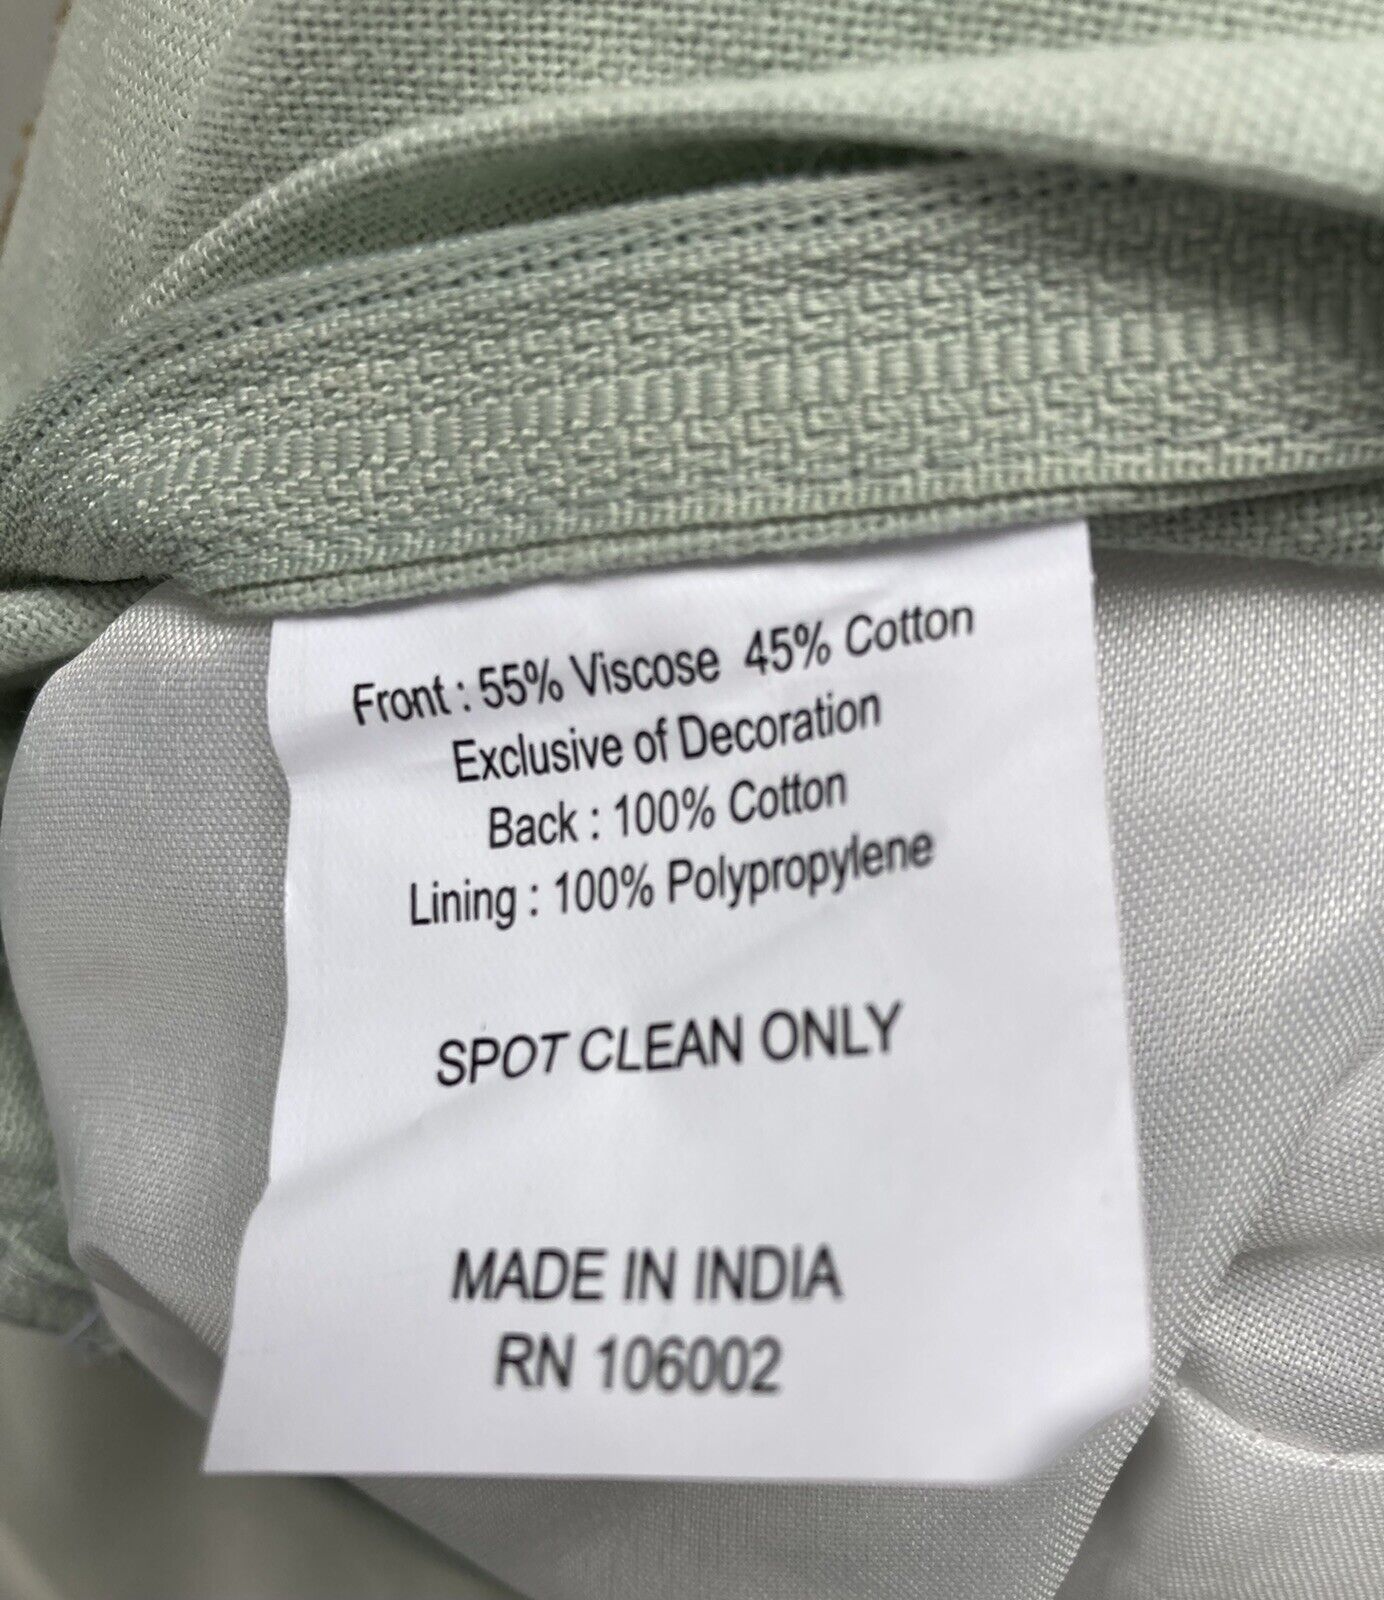 Front : 55% Viscose 45% Cotton
Exclusive of Decoration
Back : 100% Cotton
Lining : 100% Polypropylene
SPOT CLEAN ONLY
MADE IN INDIA
RN 106002